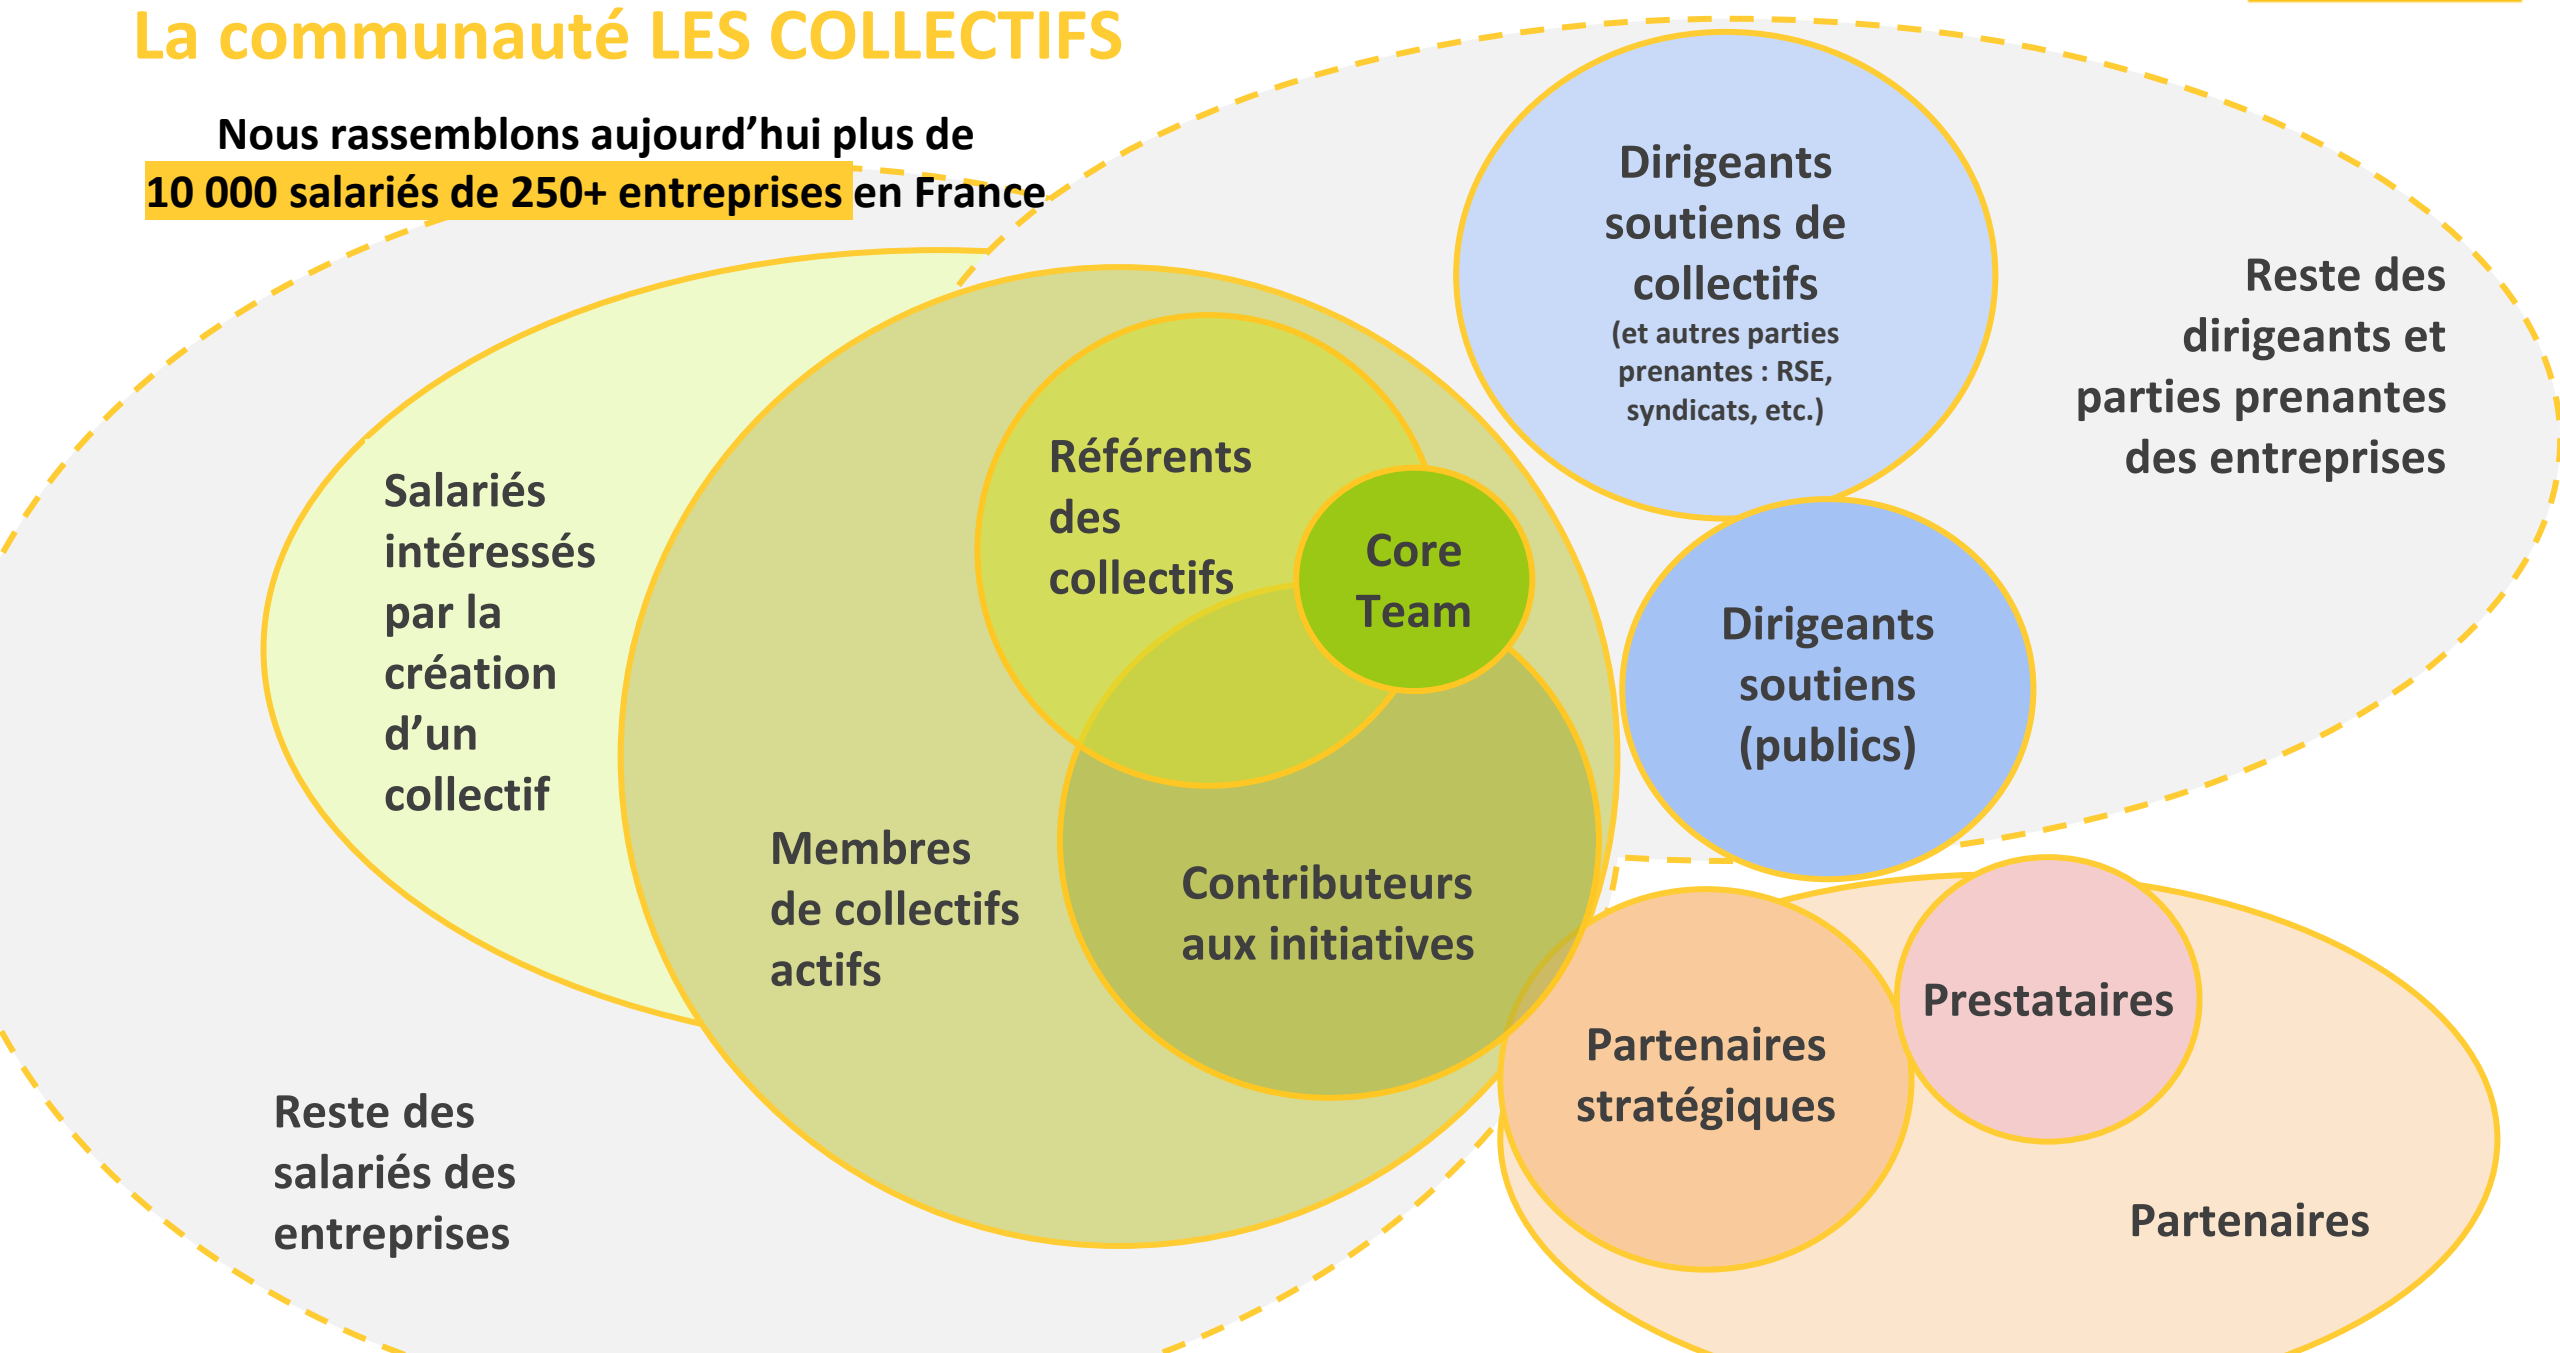 La communauté LES COLLECTIFS
Nous rassemblons aujourd’hui plus de
10 000 salariés de 250+ entreprises en France
Dirigeants
soutiens de
collectifs
(et autres parties
prenantes : RSE,
syndicats, etc.)
Reste des
dirigeants et
parties prenantes
des entreprises
Référents
des
collectifs
Core
Team
Salariés
intéressés
par la
création
d’un
collectif
Dirigeants
soutiens
(publics)
Membres
de collectifs
actifs
Contributeurs
aux initiatives
Prestataires
Partenaires
stratégiques
Reste des
salariés des
entreprises
Partenaires